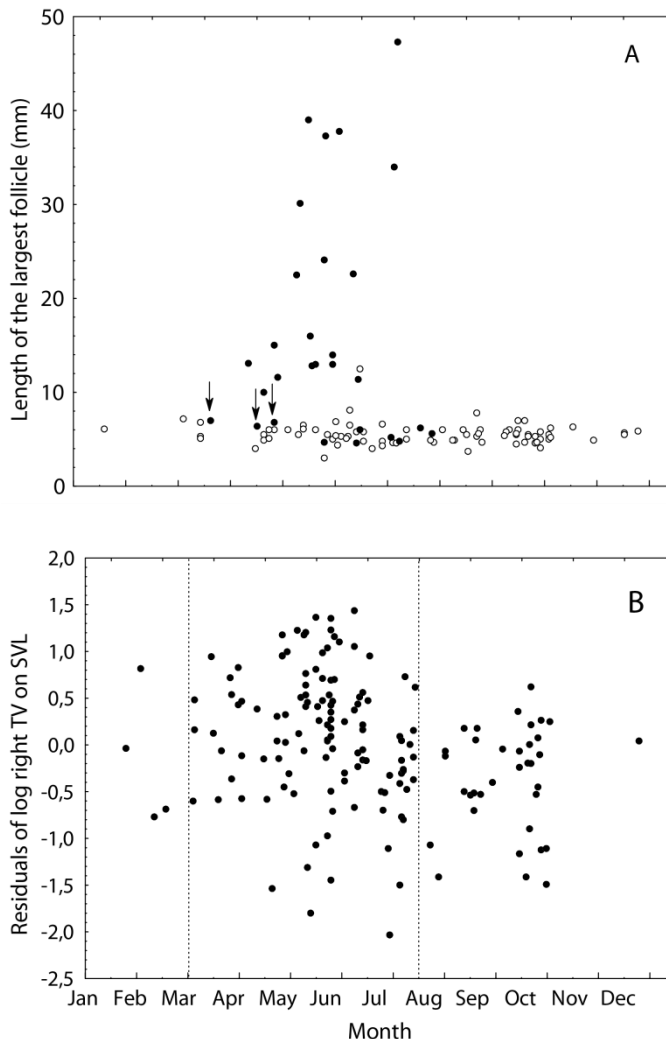 50
A
40
30
20
10
0
Length of the largest follicle (mm)
2,0
B
1,5
1,0
0,5
0,0
-0,5
-1,0
-1,5
-2,0
-2,5
Residuals of log right TV on SVL
Jan Feb Mar Apr May Jun Jul Aug Sep Oct Nov Dec
Month